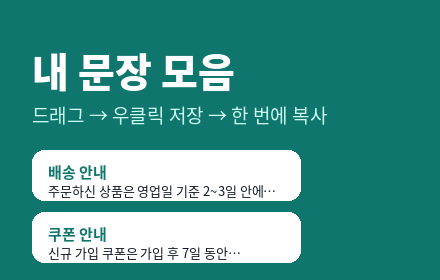 내 문장 모음
드래그 → 우클릭 저장 → 한 번에 복사
배송 안내
주문하신 상품은 영업일 기준 2~3일 안에…
쿠폰 안내
신규 가입 쿠폰은 가입 후 7일 동안…